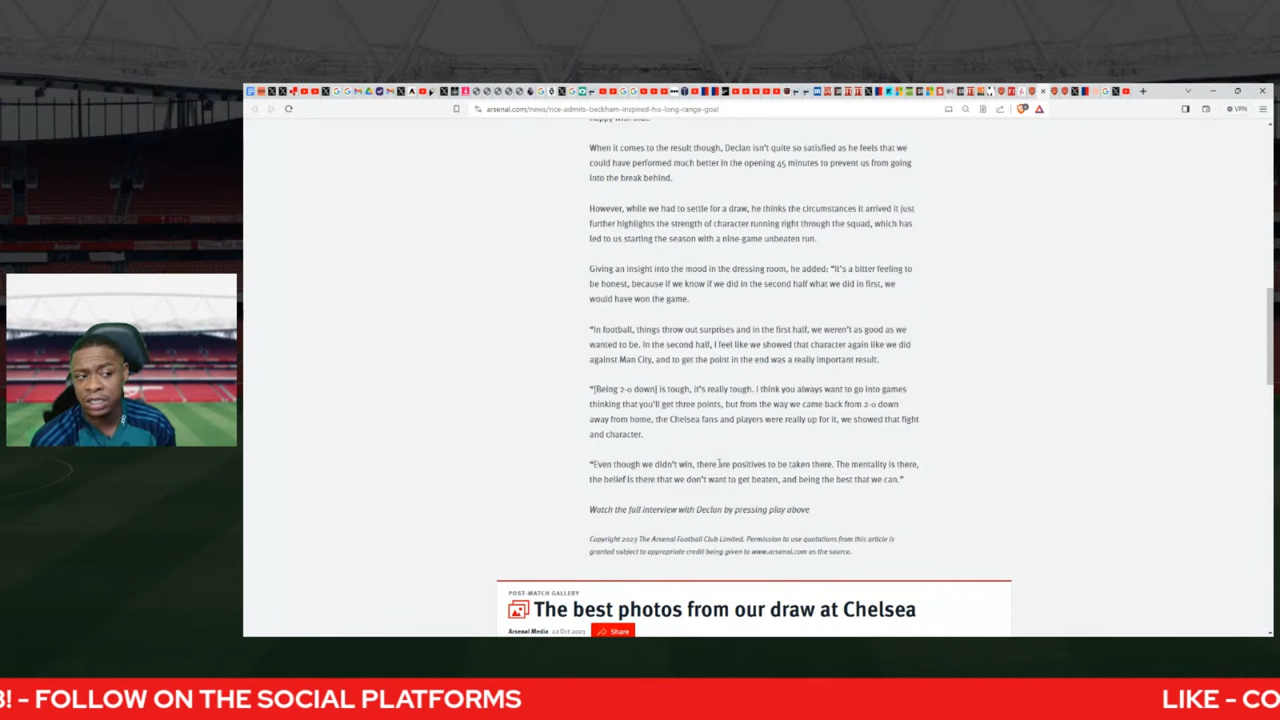 arsenal.com/news/rice-admits-beckham-inspired-his-long-range-goal
VPN
happy with that.
When it comes to the result though, Declan isn't quite so satisfied as he feels that we
could have performed much better in the opening 45 minutes to prevent us from going
into the break behind.
However, while we had to settle for a draw, he thinks the circumstances it arrived it just
further highlights the strength of character running right through the squad, which has
led to us starting the season with a nine-game unbeaten run.
Giving an insight into the mood in the dressing room, he added: “It's a bitter feeling to
be honest, because if we know if we did in the second half what we did in first, we
would have won the game.
“In football, things throw out surprises and in the first half, we weren't as good as we
wanted to be. In the second half, I feel like we showed that character again like we did
against Man City, and to get the point in the end was a really important result.
“[Being 2-0 down] is tough, it's really tough. I think you always want to go into games
thinking that you'll get three points, but from the way we came back from 2-0 down
away from home, the Chelsea fans and players were really up for it, we showed that fight
and character.
“Even though we didn't win, there are positives to be taken there. The mentality is there,
the belief is there that we don't want to get beaten, and being the best that we can.”
Watch the full interview with Declan by pressing play above
Copyright 2023 The Arsenal Football Club Limited. Permission to use quotations from this article is
granted subject to appropriate credit being given to www.arsenal.com as the source.
POST-MATCH GALLERY
The best photos from our draw at Chelsea
Arsenal Media 22 Oct 2023 Share
! - FOLLOW ON THE SOCIAL PLATFORMS LIKE - CO